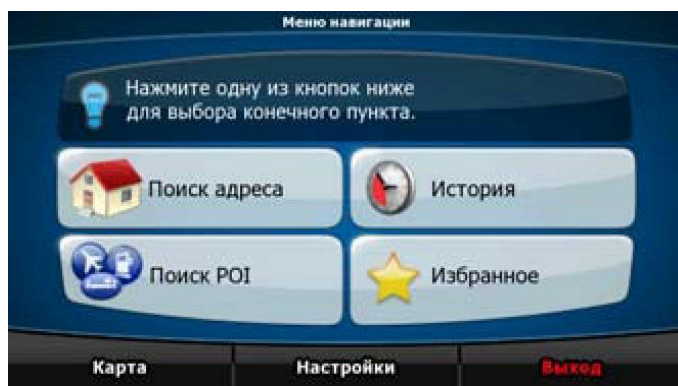 Меню навигации
Нажмите одну из кнопок ниже
для выбора конечного пункта.
Поиск адреса
История
Поиск POI
Избранное
Карта
Настройки
Выход